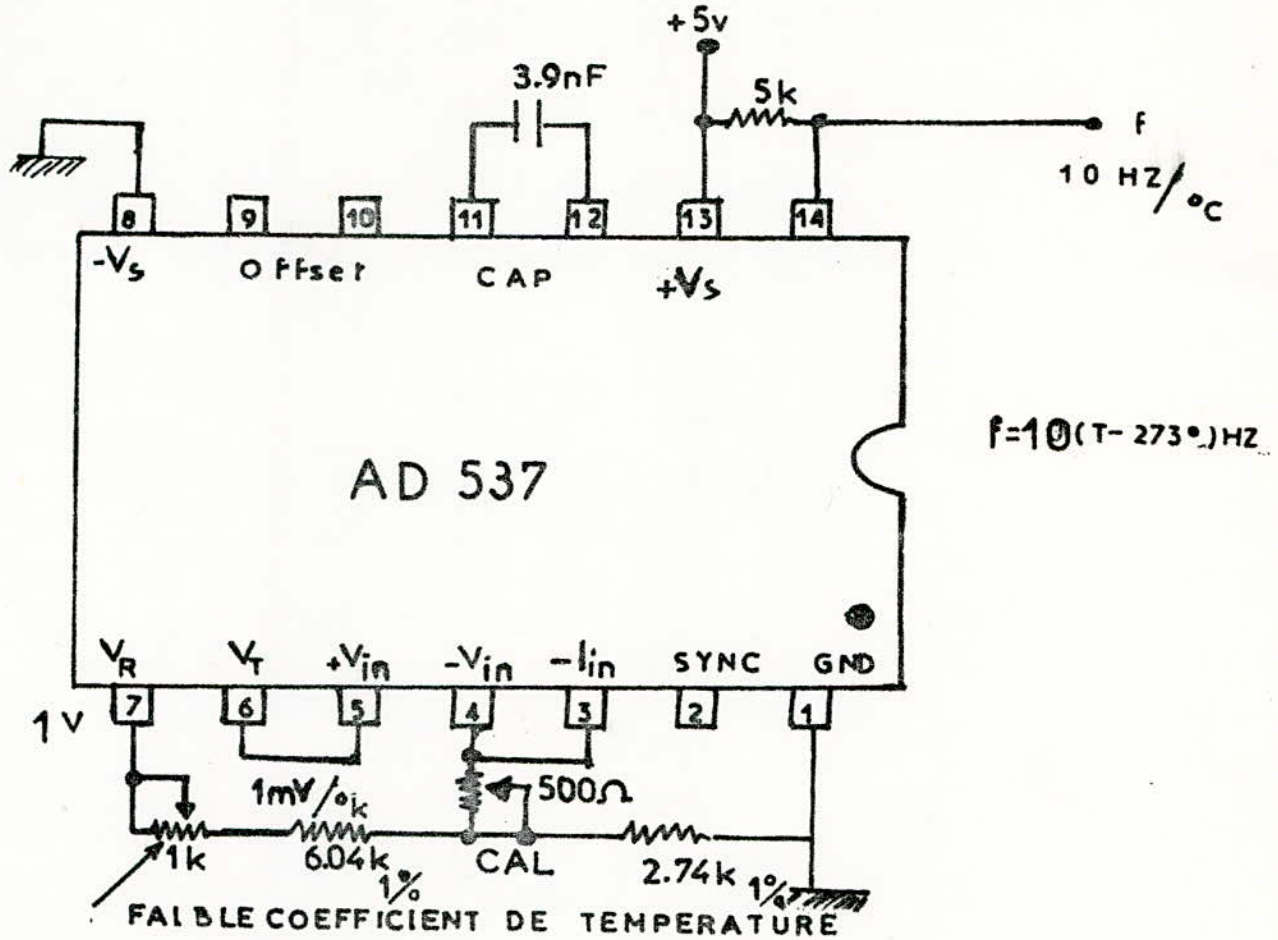 +5v
3.9nF
5k
f
10 HZ/°C
8 9 10 11 12 13 14
-Vs Offset CAP +Vs
f=10(T-273°)HZ
AD 537
VR VT +Vin -Vin -Iin SYNC GND
1V 7 6 5 4 3 2 1
1mV/°k 500Ω
1k 6.04k 1% CAL 2.74k 1%
FAIBLE COEFFICIENT DE TEMPERATURE